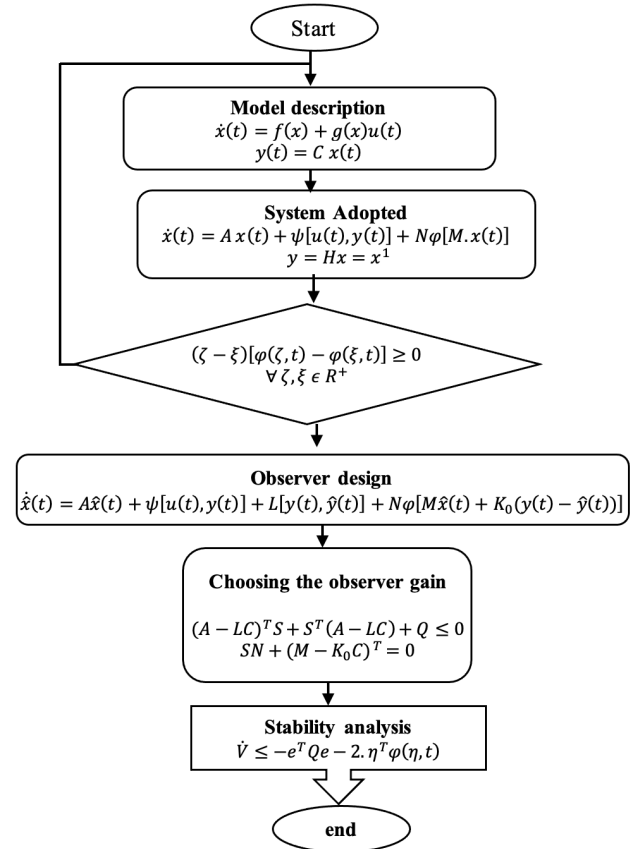 Start
Model description
ẋ(t) = f(x) + g(x)u(t)
y(t) = C x(t)
System Adopted
ẋ(t) = A x(t) + ψ[u(t), y(t)] + Nφ[M.x(t)]
y = Hx = x¹
(ζ − ξ)[φ(ζ, t) − φ(ξ, t)] ≥ 0
∀ ζ, ξ ϵ R⁺
Observer design
x̂̇(t) = Ax̂(t) + ψ[u(t), y(t)] + L[y(t), ŷ(t)] + Nφ[Mx̂(t) + K₀(y(t) − ŷ(t))]
Choosing the observer gain
(A − LC)ᵀS + Sᵀ(A − LC) + Q ≤ 0
SN + (M − K₀C)ᵀ = 0
Stability analysis
V̇ ≤ −eᵀQe − 2. ηᵀφ(η, t)
end